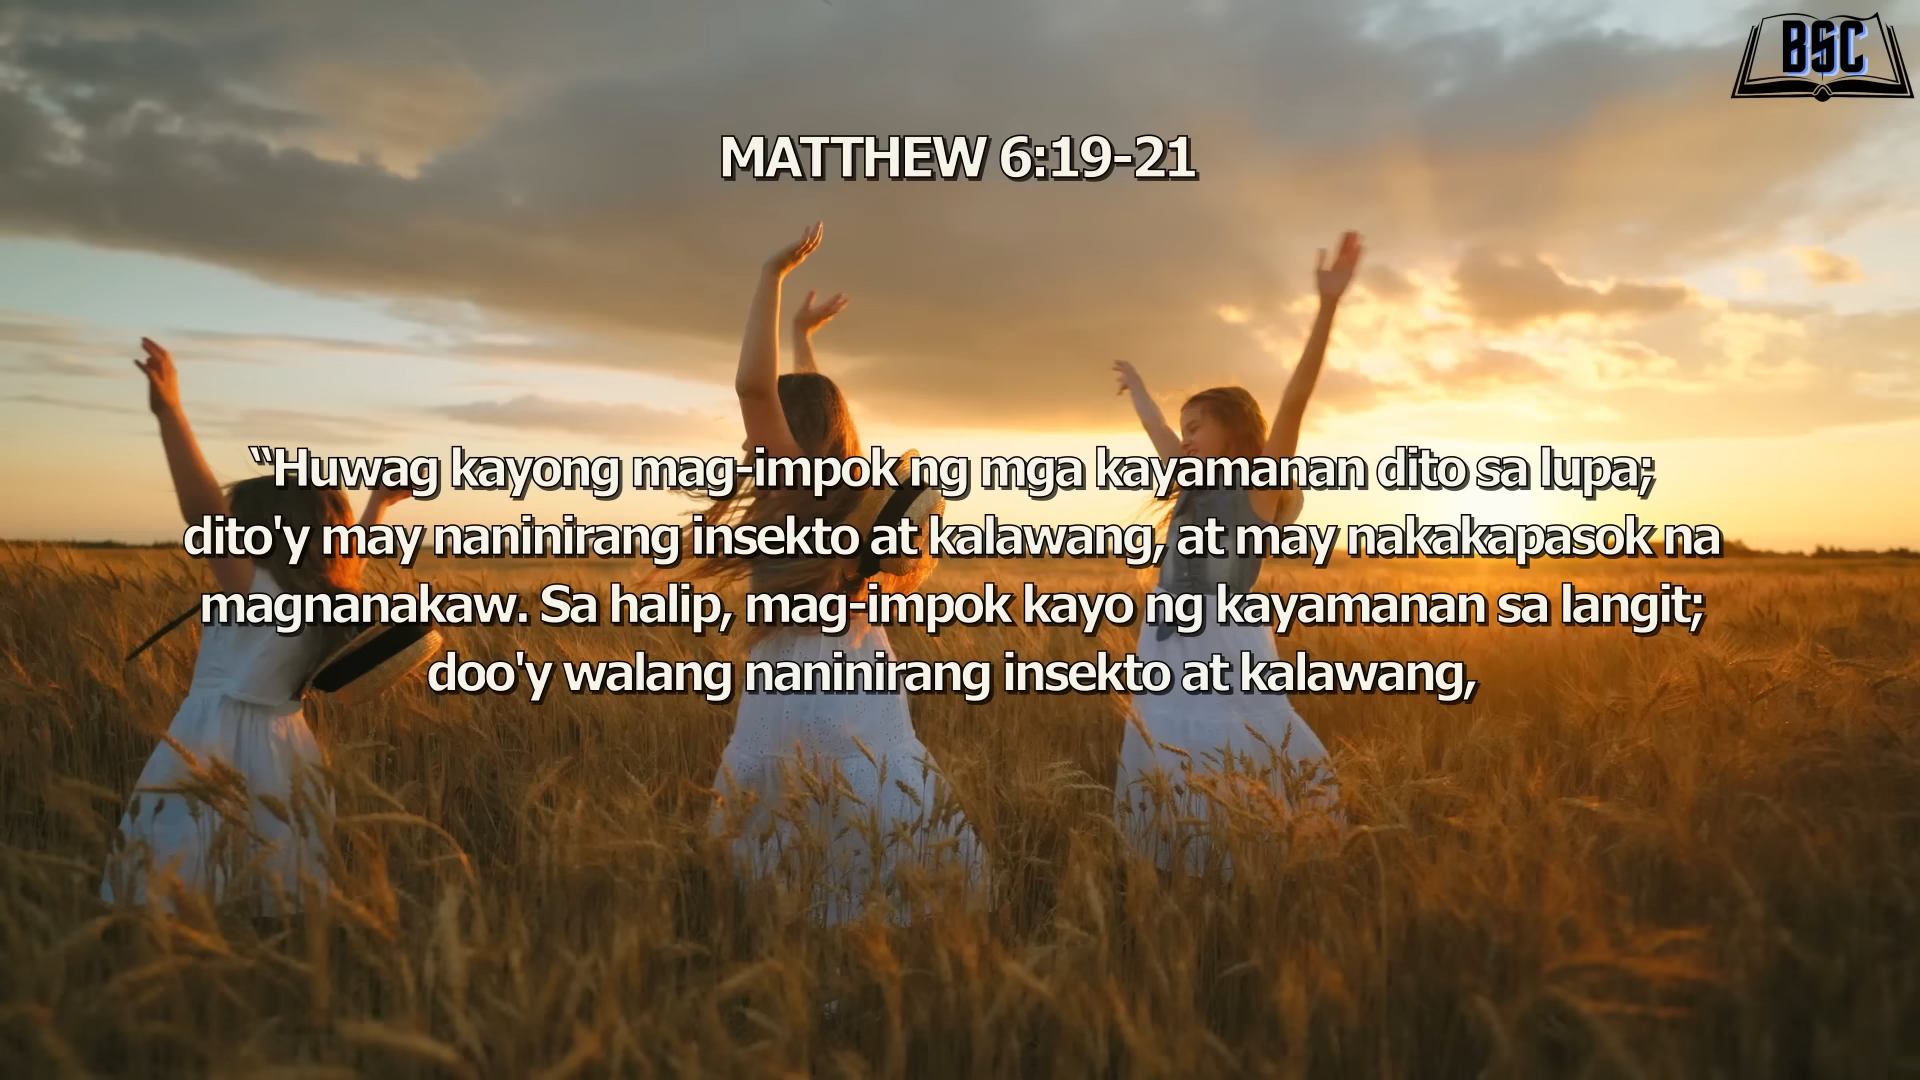 BSC
MATTHEW 6:19-21
“Huwag kayong mag-impok ng mga kayamanan dito sa lupa;
dito'y may naninirang insekto at kalawang, at may nakakapasok na
magnanakaw. Sa halip, mag-impok kayo ng kayamanan sa langit;
doo'y walang naninirang insekto at kalawang,